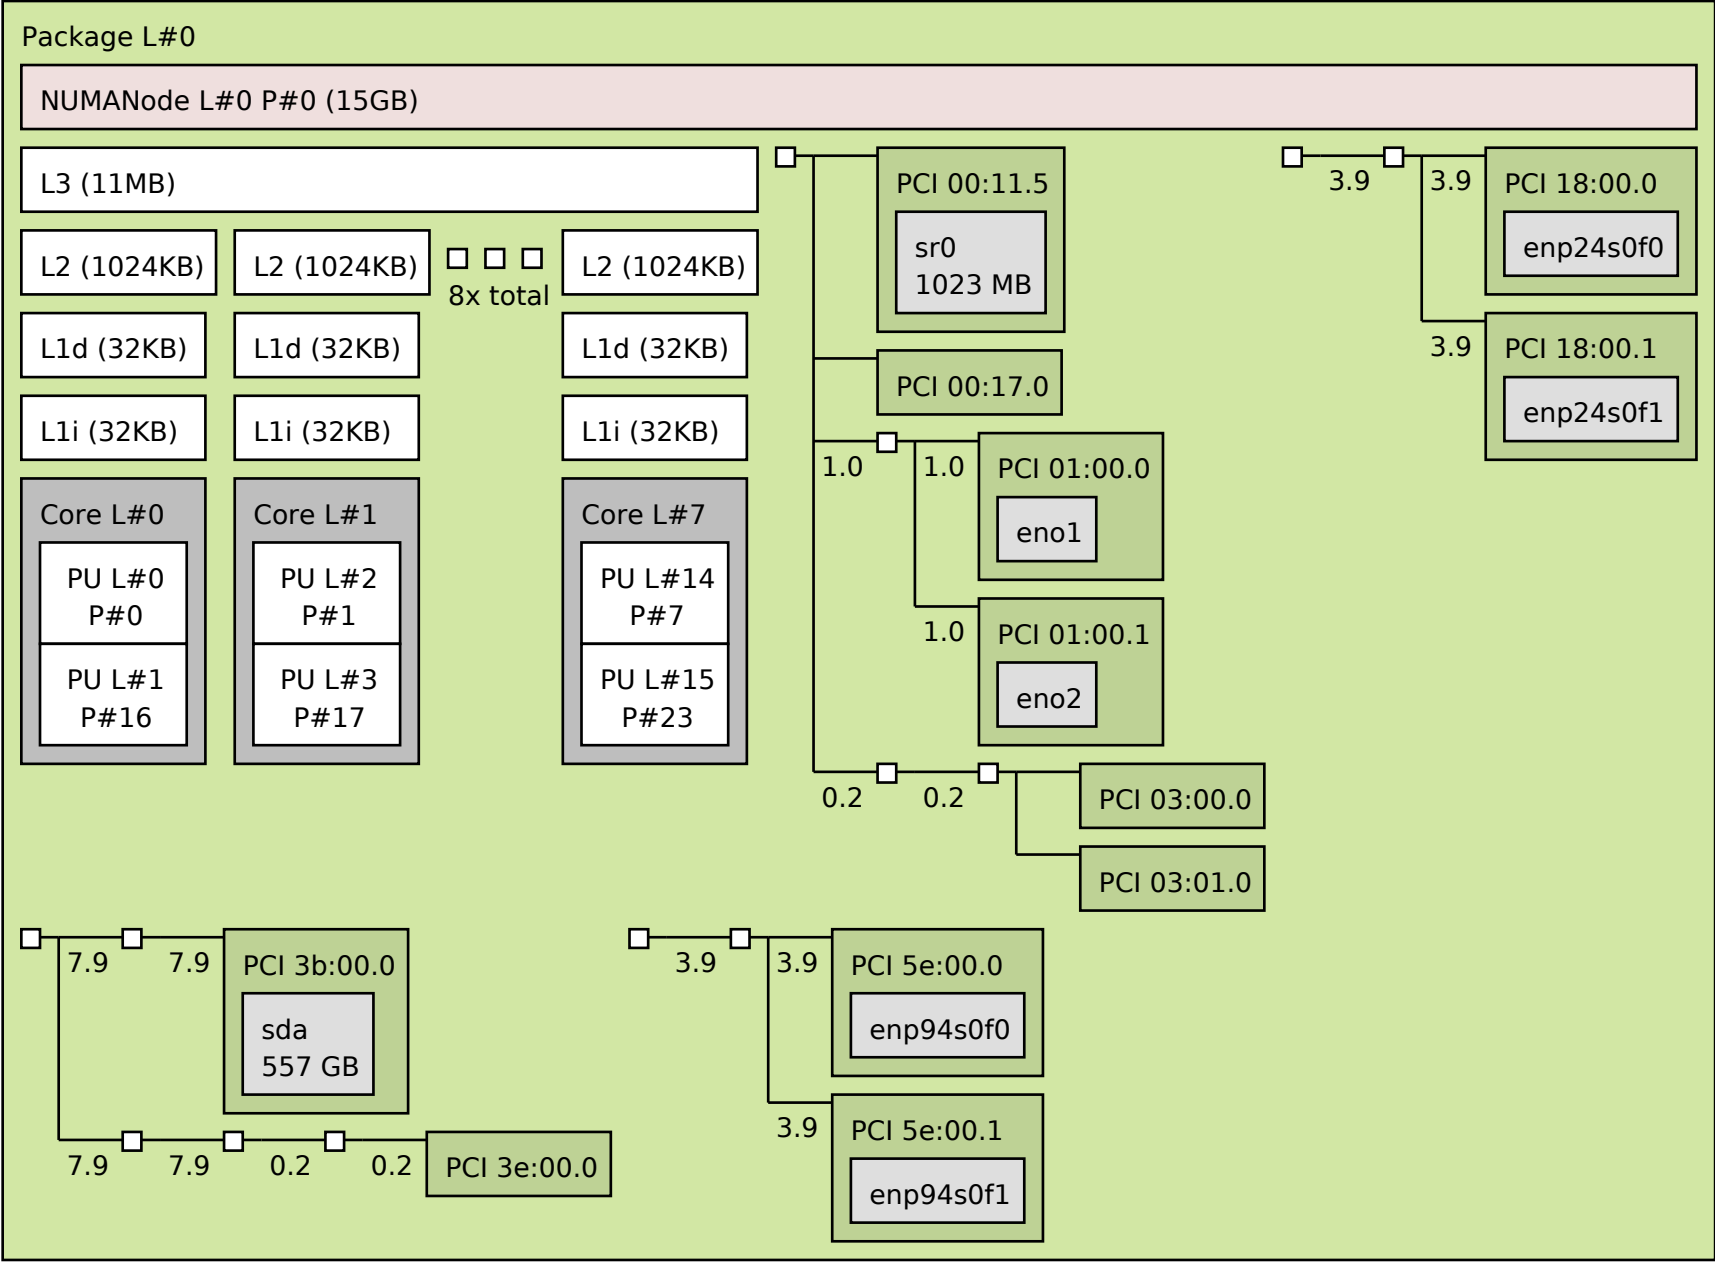 Package L#0
NUMANode L#0 P#0 (15GB)
L3 (11MB)
L2 (1024KB)
L2 (1024KB)
8x total
L2 (1024KB)
L1d (32KB)
L1d (32KB)
L1d (32KB)
L1i (32KB)
L1i (32KB)
L1i (32KB)
Core L#0
PU L#0
P#0
PU L#1
P#16
Core L#1
PU L#2
P#1
PU L#3
P#17
Core L#7
PU L#14
P#7
PU L#15
P#23
PCI 00:11.5
sr0
1023 MB
PCI 00:17.0
1.0
1.0
PCI 01:00.0
eno1
1.0
PCI 01:00.1
eno2
0.2
0.2
PCI 03:00.0
PCI 03:01.0
3.9
3.9
PCI 18:00.0
enp24s0f0
3.9
PCI 18:00.1
enp24s0f1
7.9
7.9
PCI 3b:00.0
sda
557 GB
7.9
7.9
0.2
0.2
PCI 3e:00.0
3.9
3.9
PCI 5e:00.0
enp94s0f0
3.9
PCI 5e:00.1
enp94s0f1